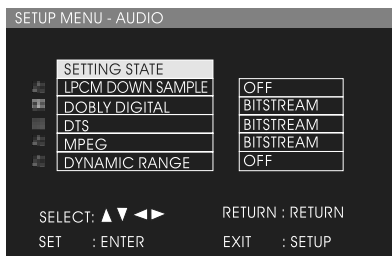 SETUP MENU - AUDIO
SETTING STATE
LPCM DOWN SAMPLE OFF
DOBLY DIGITAL BITSTREAM
DTS BITSTREAM
MPEG BITSTREAM
DYNAMIC RANGE OFF
SELECT: ▲▼◄► RETURN : RETURN
SET : ENTER EXIT : SETUP